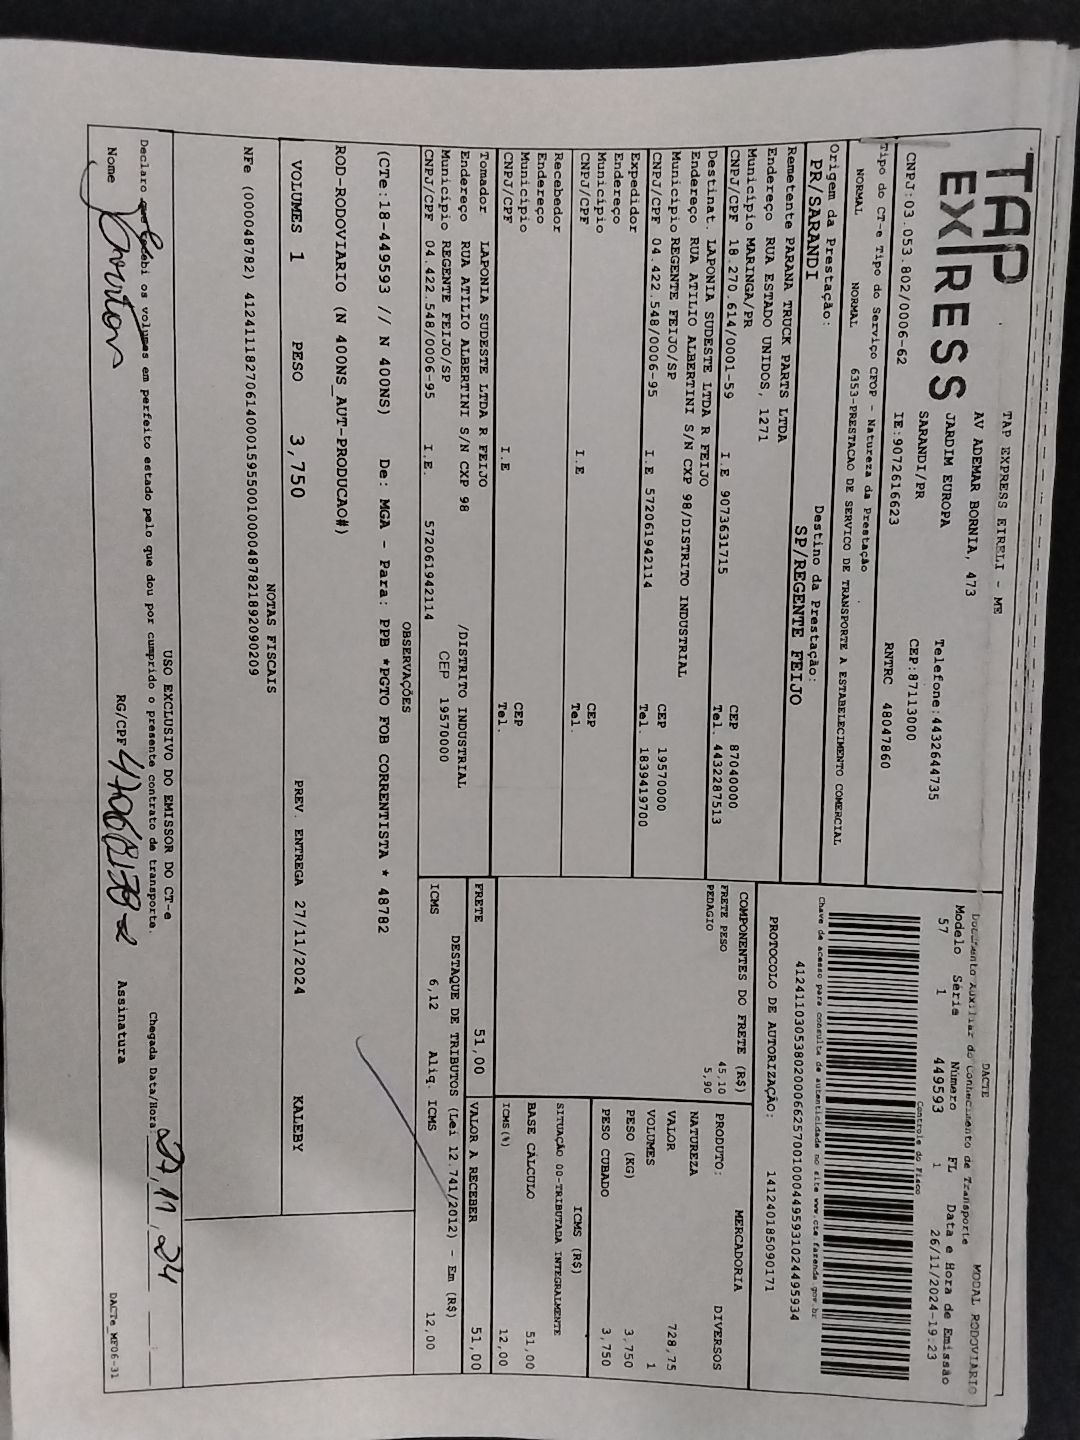 TAP
EXPRESS
TAP EXPRESS EIRELI - ME
AV ADEMAR BORNIA, 473
JARDIM EUROPA
SARANDI/PR
Telefone:4432644735
CEP:87113000
CNPJ:03.053.802/0006-62
IE:9072616623
RNTRC 48047860
DACTE
MODAL RODOVIARIO
Documento Auxiliar do Conhecimento de Transporte
Modelo Série Número FL Data e Hora de Emissão
57 1 449593 1 26/11/2024-19:23
Controle do Fisco
Tipo do CT-e Tipo do Serviço CFOP - Natureza da Prestação
NORMAL NORMAL 6353-PRESTACAO DE SERVICO DE TRANSPORTE A ESTABELECIMENTO COMERCIAL
Chave de acesso para consulta de autenticidade no site www.cte.fazenda.gov.br
41241103053802000662570010004495931024495934
Origem da Prestação: Destino da Prestação:
PR/SARANDI SP/REGENTE FEIJO
PROTOCOLO DE AUTORIZAÇÃO: 141240185090171
Remetente PARANA TRUCK PARTS LTDA
Endereço RUA ESTADO UNIDOS, 1271
Município MARINGA/PR CEP 87040000
CNPJ/CPF 18.270.614/0001-59 I.E 9073631715 Tel. 4432287513
Destinat. LAPONIA SUDESTE LTDA R FEIJO
Endereço RUA ATILIO ALBERTINI S/N CXP 98/DISTRITO INDUSTRIAL
Município REGENTE FEIJO/SP CEP 19570000
CNPJ/CPF 04.422.548/0006-95 I.E 572061942114 Tel. 1839419700
Expedidor
Endereço
Município CEP
CNPJ/CPF I.E Tel.
Recebedor
Endereço
Município CEP
CNPJ/CPF I.E Tel.
Tomador LAPONIA SUDESTE LTDA R FEIJO
Endereço RUA ATILIO ALBERTINI S/N CXP 98 /DISTRITO INDUSTRIAL
Município REGENTE FEIJO/SP CEP 19570000
CNPJ/CPF 04.422.548/0006-95 I.E. 572061942114
COMPONENTES DO FRETE (R$)
FRETE PESO 45,10
PEDAGIO 5,90
PRODUTO: MERCADORIA DIVERSOS
NATUREZA
VALOR 728,75
VOLUMES 1
PESO (KG) 3,750
PESO CUBADO 3,750
ICMS (R$)
SITUAÇÃO 00-TRIBUTADA INTEGRALMENTE
BASE CÁLCULO 51,00
ICMS(%) 12,00
FRETE 51,00 VALOR A RECEBER 51,00
DESTAQUE DE TRIBUTOS (Lei 12.741/2012) - Em (R$)
ICMS 6,12 Aliq. ICMS 12,00
OBSERVAÇÕES
(CTe:18-449593 // N 400NS) De: MGA - Para: PPB *PGTO FOB CORRENTISTA * 48782
ROD-RODOVIARIO (N 400NS_AUT-PRODUCAO#)
VOLUMES 1 PESO 3,750 PREV. ENTREGA 27/11/2024 KALEBY
NOTAS FISCAIS
NFe (000048782) 41241118270614000159550010000487821892090209
USO EXCLUSIVO DO EMISSOR DO CT-e
Declaro que recebi os volumes em perfeito estado pelo que dou por cumprido o presente contrato de transporte. Chegada Data/Hora 27,11,24
Nome RG/CPF Assinatura
DACTe_MF06-31